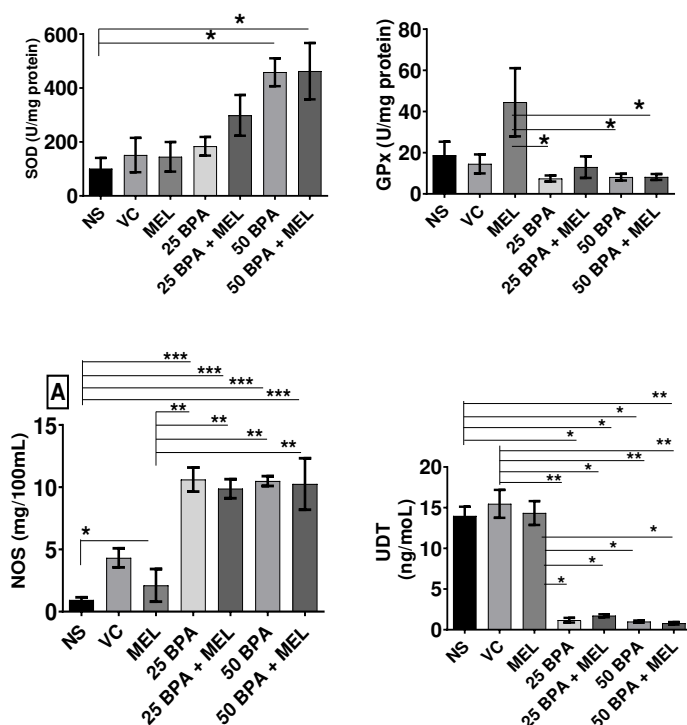 *
*
600
400
200
0
SOD (U/mg protein)
NS
VC
MEL
25 BPA
25 BPA + MEL
50 BPA
50 BPA + MEL
80
60
40
20
0
GPx (U/mg protein)
*
*
*
NS
VC
MEL
25 BPA
25 BPA + MEL
50 BPA
50 BPA + MEL
A
***
***
***
***
**
**
**
**
*
15
10
5
0
NOS (mg/100mL)
NS
VC
MEL
25 BPA
25 BPA + MEL
50 BPA
50 BPA + MEL
**
*
*
*
**
**
*
**
*
*
*
*
20
15
10
5
0
UDT
(ng/moL)
NS
VC
MEL
25 BPA
25 BPA + MEL
50 BPA
50 BPA + MEL